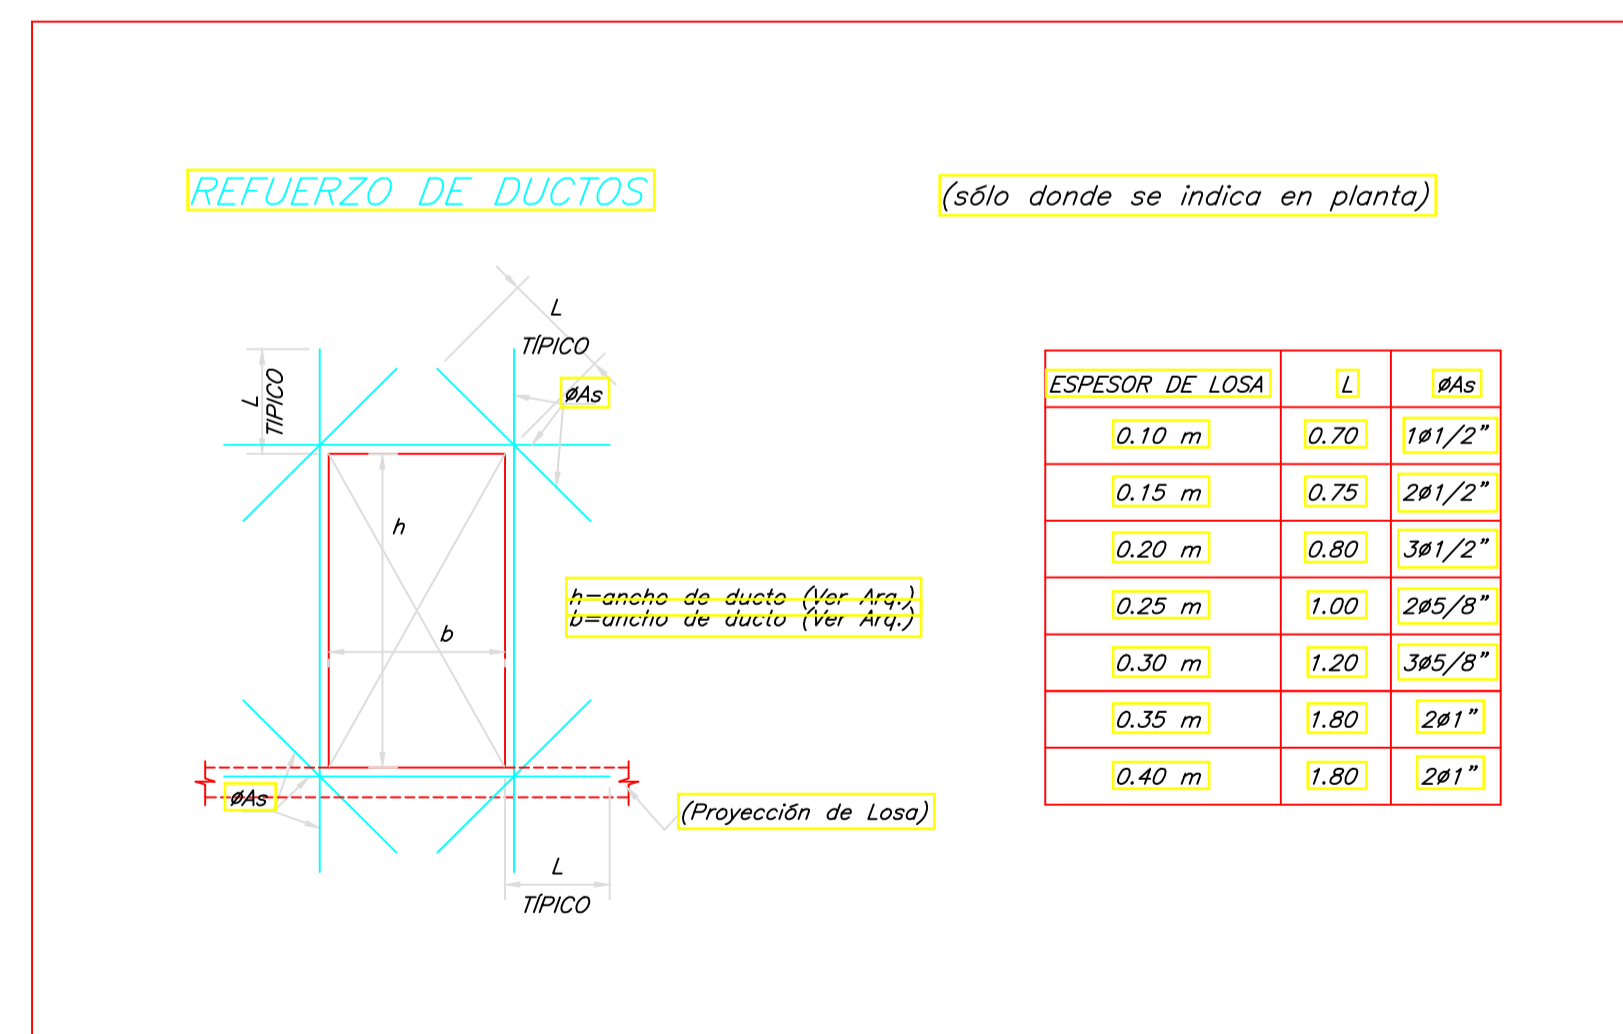 REFUERZO DE DUCTOS
(sólo donde se indica en planta)
L
TÍPICO
L
TIPICO
øAs
h
b
h=ancho de ducto (Ver Arq.)
b=ancho de ducto (Ver Arq.)
øAs
(Proyección de Losa)
L
TÍPICO
ESPESOR DE LOSA L øAs
0.10 m 0.70 1ø1/2"
0.15 m 0.75 2ø1/2"
0.20 m 0.80 3ø1/2"
0.25 m 1.00 2ø5/8"
0.30 m 1.20 3ø5/8"
0.35 m 1.80 2ø1"
0.40 m 1.80 2ø1"